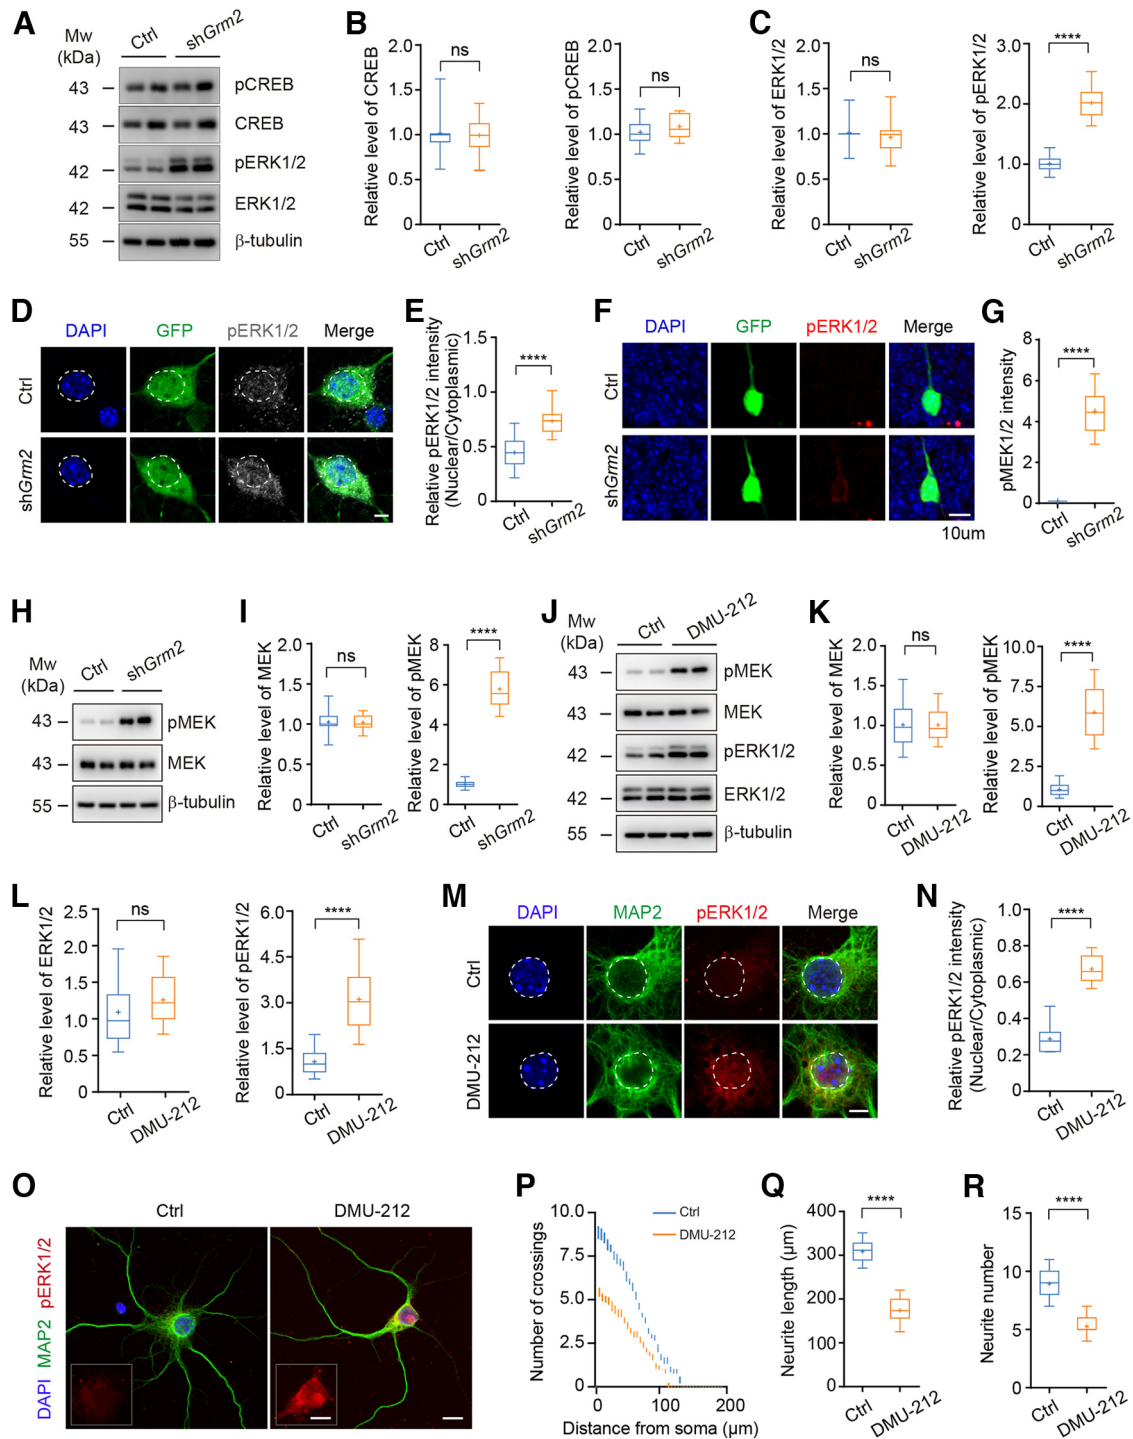 A
Mw
(kDa)
Ctrl
shGrm2
43
pCREB
43
CREB
42
pERK1/2
42
ERK1/2
55
β-tubulin
B
Relative level of CREB
2.0
1.5
1.0
0.5
0
ns
Ctrl
shGrm2
Relative level of pCREB
2.0
1.5
1.0
0.5
0
ns
Ctrl
shGrm2
C
Relative level of ERK1/2
2.0
1.5
1.0
0.5
0
ns
Ctrl
shGrm2
Relative level of pERK1/2
3.0
2.0
1.0
0
****
Ctrl
shGrm2
D
DAPI
GFP
pERK1/2
Merge
Ctrl
shGrm2
E
Relative pERK1/2 intensity
(Nuclear/Cytoplasmic)
1.5
1.0
0.5
0
****
Ctrl
shGrm2
F
DAPI
GFP
pERK1/2
Merge
Ctrl
shGrm2
10um
G
pMEK1/2 intensity
8
6
4
2
0
****
Ctrl
shGrm2
H
Mw
(kDa)
Ctrl
shGrm2
43
pMEK
43
MEK
55
β-tubulin
I
Relative level of MEK
2.0
1.5
1.0
0.5
0
ns
Ctrl
shGrm2
Relative level of pMEK
8
6
4
2
0
****
Ctrl
shGrm2
J
Mw
(kDa)
Ctrl
DMU-212
43
pMEK
43
MEK
42
pERK1/2
42
ERK1/2
55
β-tubulin
K
Relative level of MEK
2.0
1.5
1.0
0.5
0
ns
Ctrl
DMU-212
Relative level of pMEK
10.0
7.5
5.0
2.5
0
****
Ctrl
DMU-212
L
Relative level of ERK1/2
2.5
2.0
1.5
1.0
0.5
0
ns
Ctrl
DMU-212
Relative level of pERK1/2
6.0
4.5
3.0
1.5
0
****
Ctrl
DMU-212
M
DAPI
MAP2
pERK1/2
Merge
Ctrl
DMU-212
N
Relative pERK1/2 intensity
(Nuclear/Cytoplasmic)
1.0
0.8
0.6
0.4
0.2
0
****
Ctrl
DMU-212
O
Ctrl
DMU-212
DAPI MAP2 pERK1/2
P
Number of crossings
10.0
7.5
5.0
2.5
0
Ctrl
DMU-212
0
100
200
Distance from soma (μm)
Q
Neurite length (μm)
400
300
200
100
0
****
Ctrl
DMU-212
R
Neurite number
15
10
5
0
****
Ctrl
DMU-212